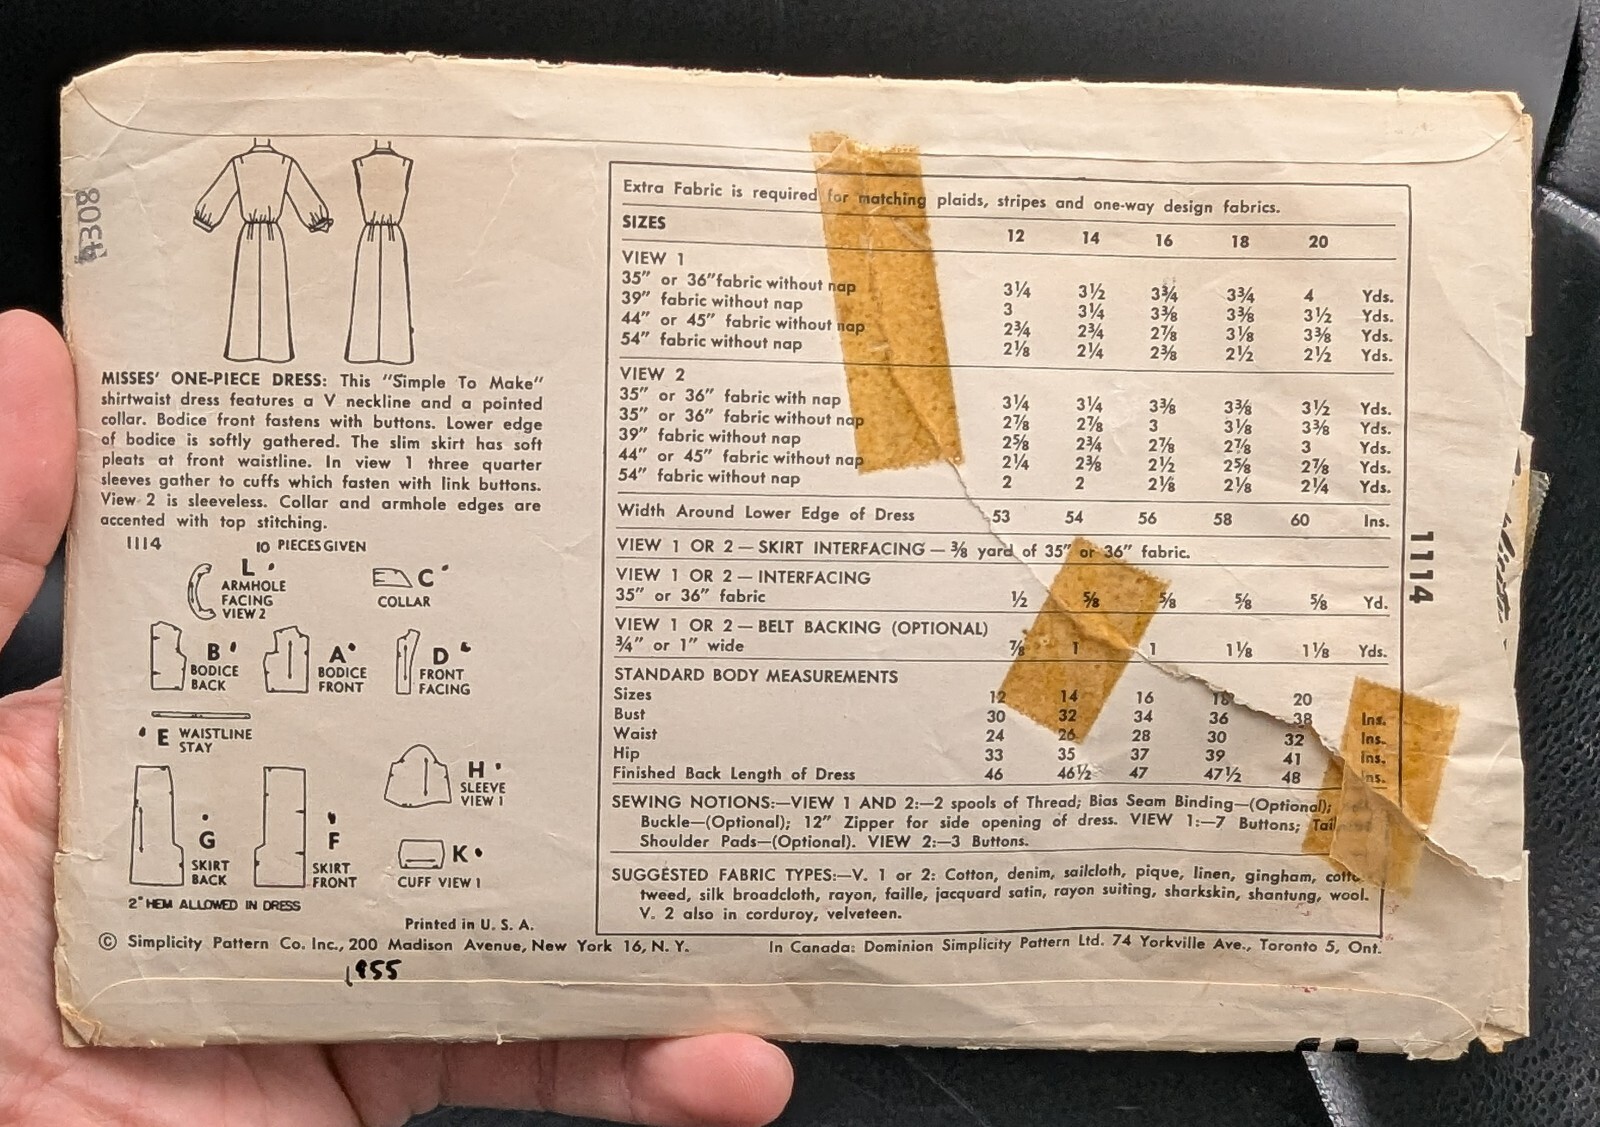 4308
MISSES' ONE-PIECE DRESS: This "Simple To Make"
shirtwaist dress features a V neckline and a pointed
collar. Bodice front fastens with buttons. Lower edge
of bodice is softly gathered. The slim skirt has soft
pleats at front waistline. In view 1 three quarter
sleeves gather to cuffs which fasten with link buttons.
View 2 is sleeveless. Collar and armhole edges are
accented with top stitching.
1114 10 PIECES GIVEN
L
ARMHOLE
FACING
VIEW 2
C
COLLAR
B
BODICE
BACK
A
BODICE
FRONT
D
FRONT
FACING
E WAISTLINE
STAY
H
SLEEVE
VIEW 1
G
SKIRT
BACK
F
SKIRT
FRONT
K
CUFF VIEW 1
2" HEM ALLOWED IN DRESS
Printed in U. S. A.
© Simplicity Pattern Co. Inc., 200 Madison Avenue, New York 16, N. Y. In Canada: Dominion Simplicity Pattern Ltd. 74 Yorkville Ave., Toronto 5, Ont.
1955
Extra Fabric is required for matching plaids, stripes and one-way design fabrics.
SIZES 12 14 16 18 20
VIEW 1
35" or 36" fabric without nap 3¼ 3½ 3¾ 3¾ 4 Yds.
39" fabric without nap 3 3¼ 3⅜ 3⅜ 3½ Yds.
44" or 45" fabric without nap 2¾ 2¾ 2⅞ 3⅛ 3⅜ Yds.
54" fabric without nap 2⅛ 2¼ 2⅜ 2½ 2½ Yds.
VIEW 2
35" or 36" fabric with nap 3¼ 3¼ 3⅜ 3⅜ 3½ Yds.
35" or 36" fabric without nap 2⅞ 2⅞ 3 3⅛ 3⅜ Yds.
39" fabric without nap 2⅝ 2¾ 2⅞ 2⅞ 3 Yds.
44" or 45" fabric without nap 2¼ 2⅜ 2½ 2⅝ 2⅞ Yds.
54" fabric without nap 2 2 2⅛ 2⅛ 2¼ Yds.
Width Around Lower Edge of Dress 53 54 56 58 60 Ins.
VIEW 1 OR 2 — SKIRT INTERFACING — ⅜ yard of 35" or 36" fabric.
VIEW 1 OR 2 — INTERFACING
35" or 36" fabric ½ ⅝ ⅝ ⅝ ⅝ Yd.
VIEW 1 OR 2 — BELT BACKING (OPTIONAL)
¾" or 1" wide ⅞ 1 1 1⅛ 1⅛ Yds.
STANDARD BODY MEASUREMENTS
Sizes 12 14 16 18 20
Bust 30 32 34 36 38 Ins.
Waist 24 26 28 30 32 Ins.
Hip 33 35 37 39 41 Ins.
Finished Back Length of Dress 46 46½ 47 47½ 48 Ins.
SEWING NOTIONS:—VIEW 1 AND 2:—2 spools of Thread; Bias Seam Binding—(Optional);
Buckle—(Optional); 12" Zipper for side opening of dress. VIEW 1:—7 Buttons;
Shoulder Pads—(Optional). VIEW 2:—3 Buttons.
SUGGESTED FABRIC TYPES:—V. 1 or 2: Cotton, denim, sailcloth, pique, linen, gingham,
tweed, silk broadcloth, rayon, faille, jacquard satin, rayon suiting, sharkskin, shantung, wool.
V. 2 also in corduroy, velveteen.
1114